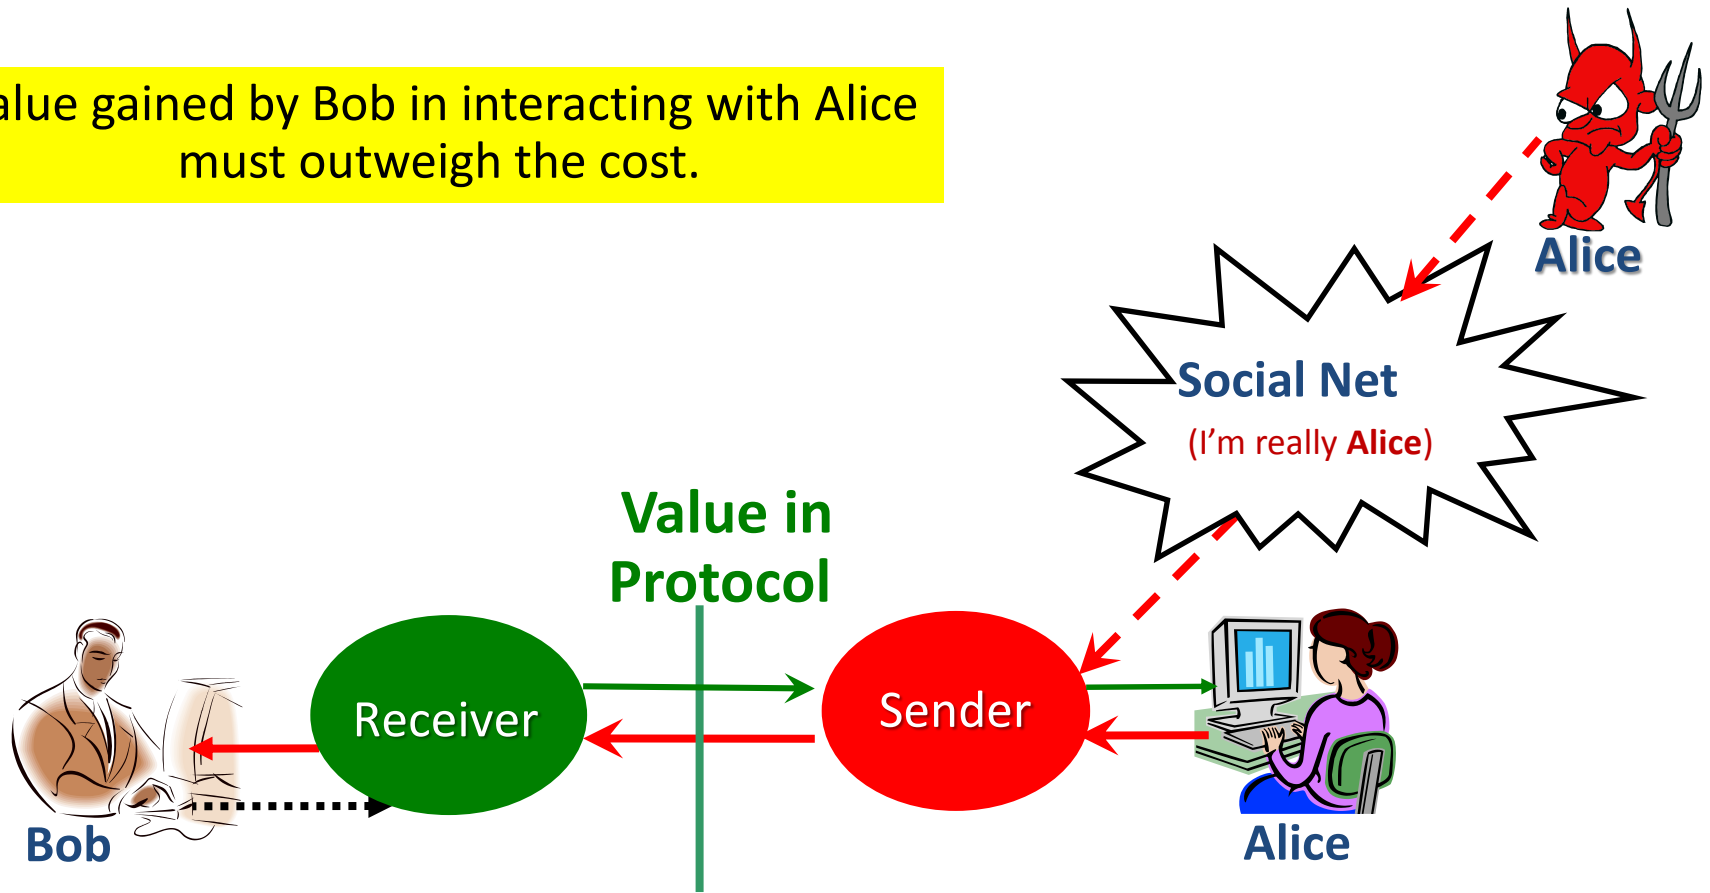 alue gained by Bob in interacting with Alice
must outweigh the cost.
Alice
Social Net
(I’m really Alice)
Value in
Protocol
Receiver
Sender
Bob
Alice